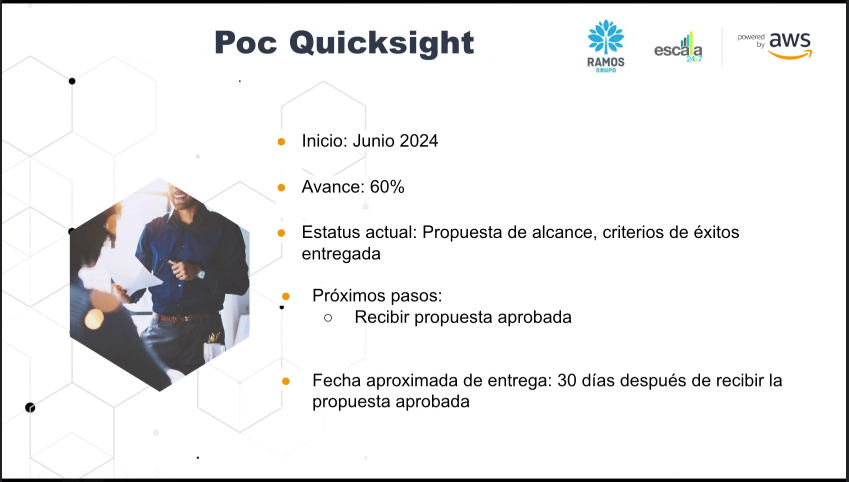 Poc Quicksight
RAMOS
GRUPO
escala
24x7
powered
by
aws
Inicio: Junio 2024
Avance: 60%
Estatus actual: Propuesta de alcance, criterios de éxitos
entregada
Próximos pasos:
Recibir propuesta aprobada
Fecha aproximada de entrega: 30 días después de recibir la
propuesta aprobada